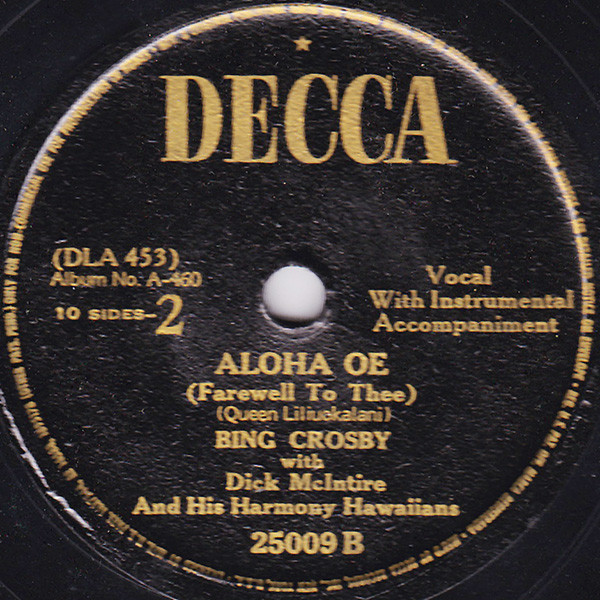 DECCA
(DLA 453)
Album No. A-460
10 SIDES-2
Vocal
With Instrumental
Accompaniment
ALOHA OE
(Farewell To Thee)
(Queen Liliuekalani)
BING CROSBY
with
Dick McIntire
And His Harmony Hawaiians
25009 B